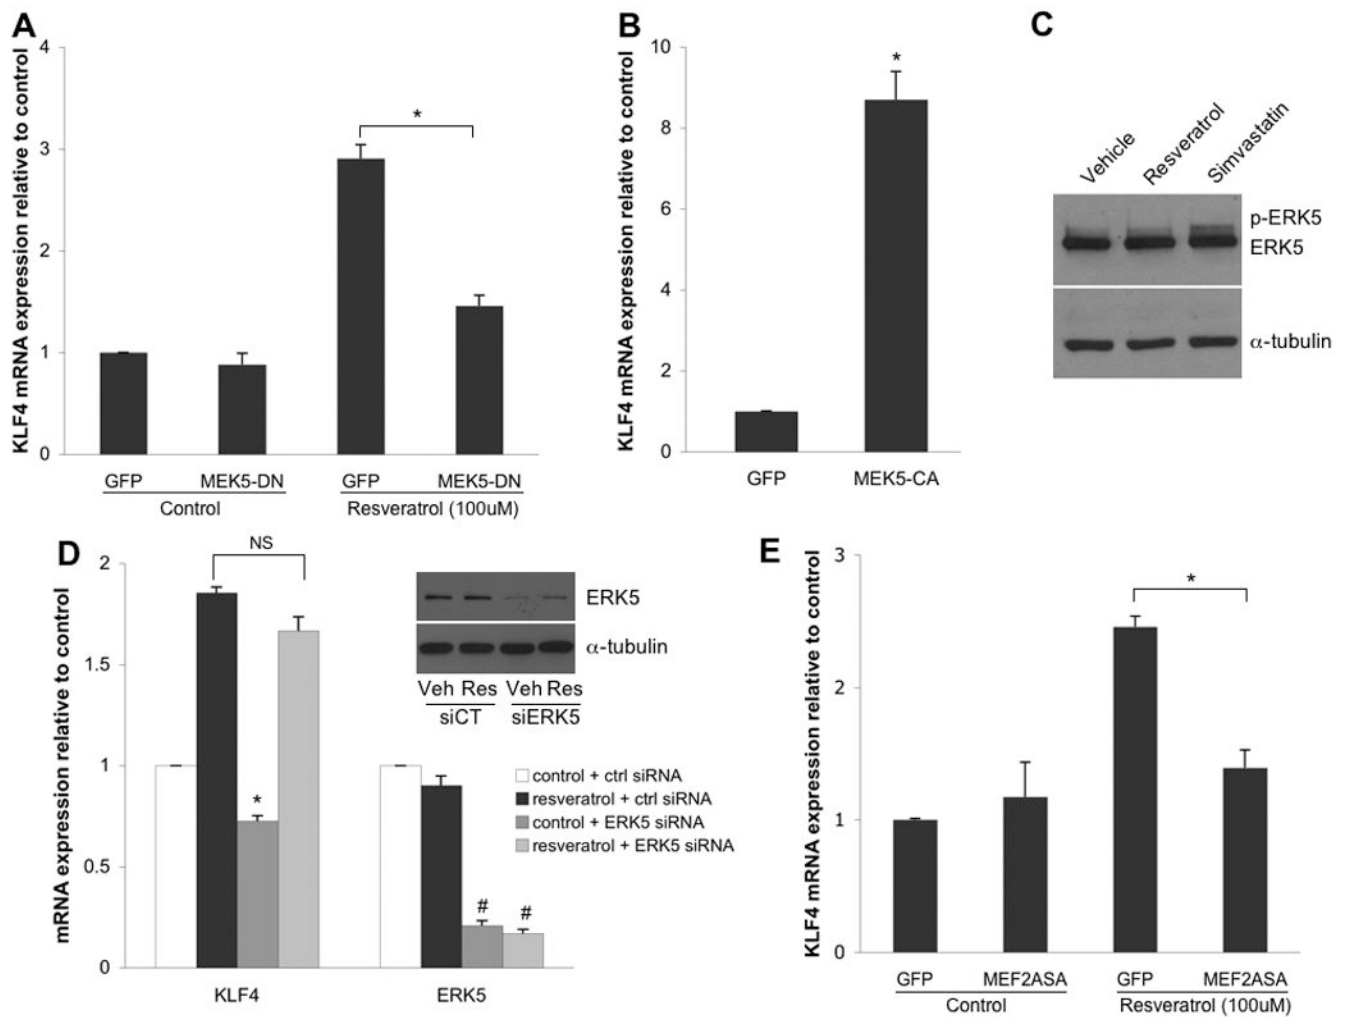 A
KLF4 mRNA expression relative to control
4
3
2
1
0
*
GFP MEK5-DN GFP MEK5-DN
Control Resveratrol (100uM)
B
KLF4 mRNA expression relative to control
10
8
6
4
2
0
*
GFP MEK5-CA
C
Vehicle
Resveratrol
Simvastatin
p-ERK5
ERK5
α-tubulin
D
mRNA expression relative to control
2
1.5
1
0.5
0
NS
*
# #
KLF4 ERK5
ERK5
α-tubulin
Veh Res Veh Res
siCT siERK5
control + ctrl siRNA
resveratrol + ctrl siRNA
control + ERK5 siRNA
resveratrol + ERK5 siRNA
E
KLF4 mRNA expression relative to control
3
2
1
0
*
GFP MEF2ASA GFP MEF2ASA
Control Resveratrol (100uM)